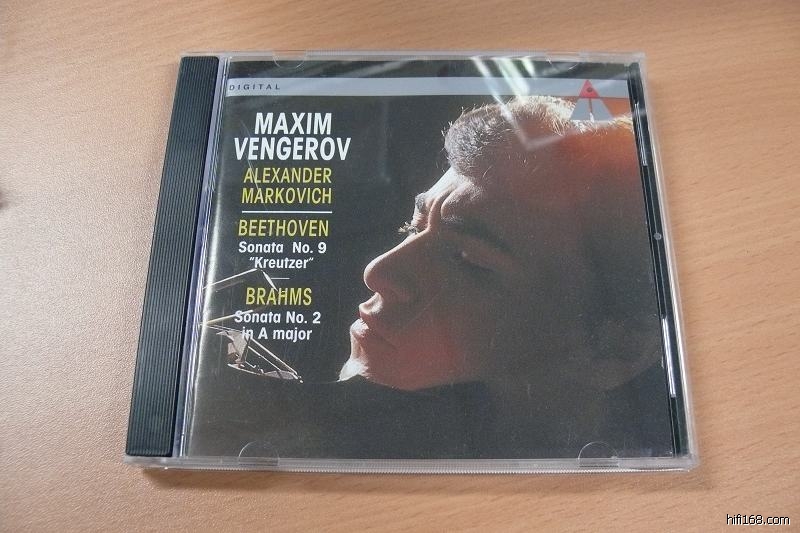 DIGITAL
MAXIM
VENGEROV
ALEXANDER
MARKOVICH
BEETHOVEN
Sonata No. 9
"Kreutzer"
BRAHMS
Sonata No. 2
in A major
hifi168.com